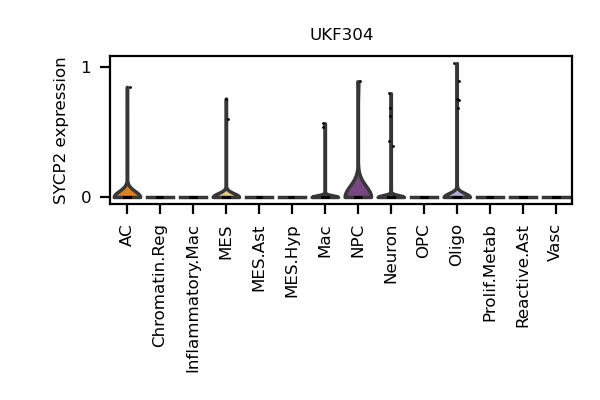 UKF304
SYCP2 expression
1
0
AC
Chromatin.Reg
Inflammatory.Mac
MES
MES.Ast
MES.Hyp
Mac
NPC
Neuron
OPC
Oligo
Prolif.Metab
Reactive.Ast
Vasc